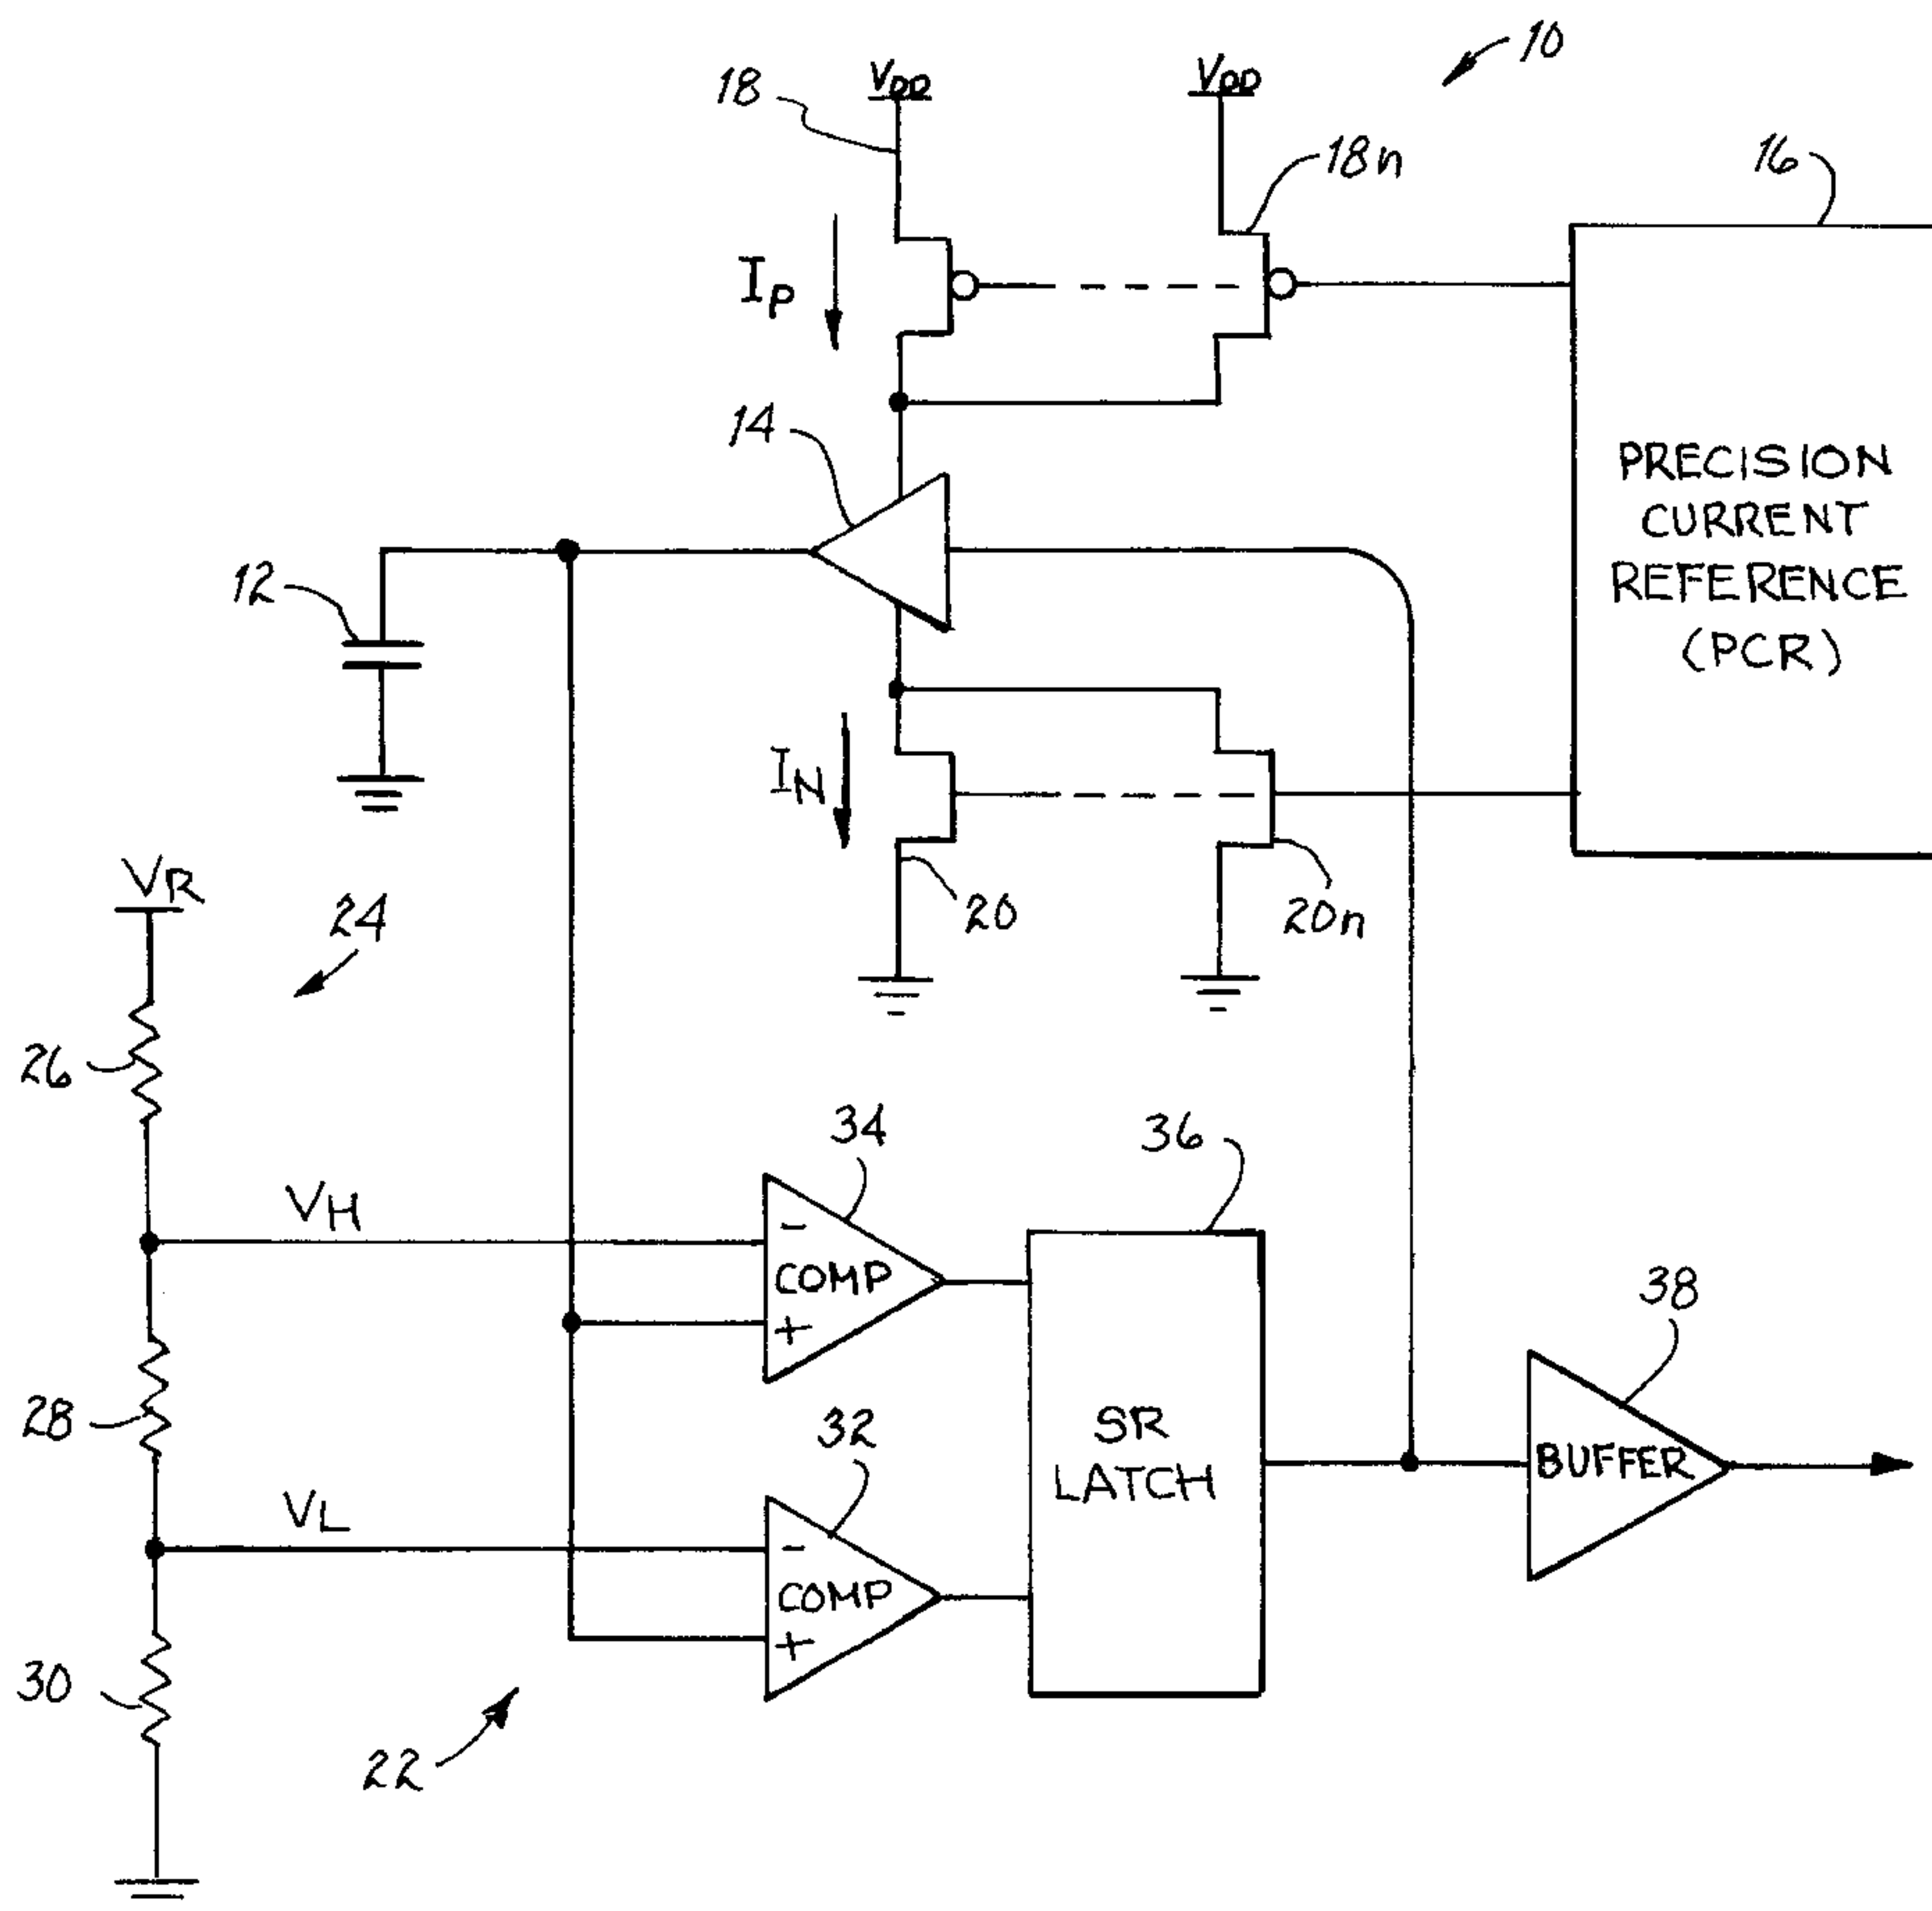 10
18
VDD
VDD
18n
16
IP
14
PRECISION
CURRENT
REFERENCE
(PCR)
12
IN
20
20n
VR
24
26
34
36
VH
-
COMP
+
38
28
32
SR
LATCH
BUFFER
VL
-
COMP
+
30
22